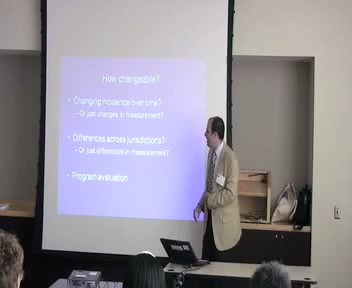 How changeable?
• Changing incidence over time?
– Or just changes in measurement?
• Differences across jurisdictions?
– Or just differences in measurement?
• Program evaluation